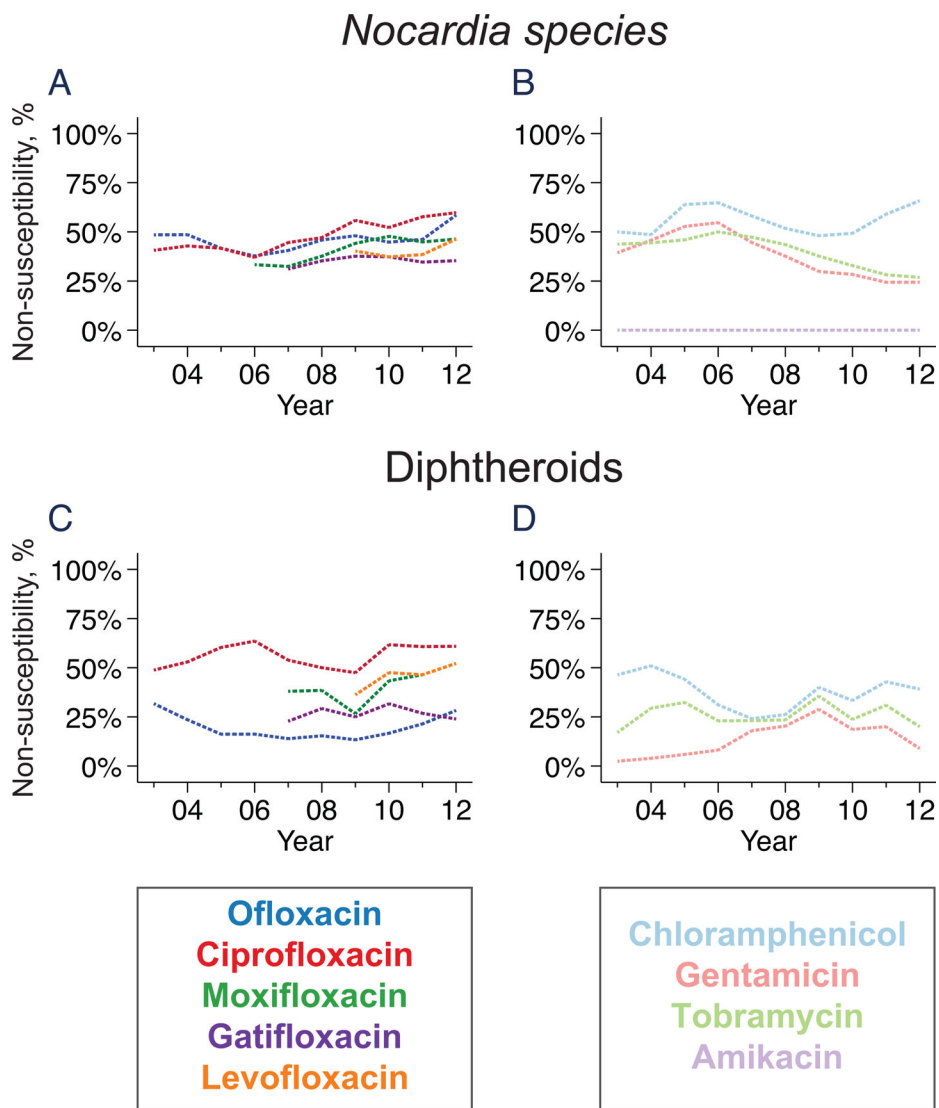 Nocardia species
A
Non-susceptibility, %
100%
75%
50%
25%
0%
04 06 08 10 12
Year
B
100%
75%
50%
25%
0%
04 06 08 10 12
Year
Diphtheroids
C
Non-susceptibility, %
100%
75%
50%
25%
0%
04 06 08 10 12
Year
D
100%
75%
50%
25%
0%
04 06 08 10 12
Year
Ofloxacin
Ciprofloxacin
Moxifloxacin
Gatifloxacin
Levofloxacin
Chloramphenicol
Gentamicin
Tobramycin
Amikacin